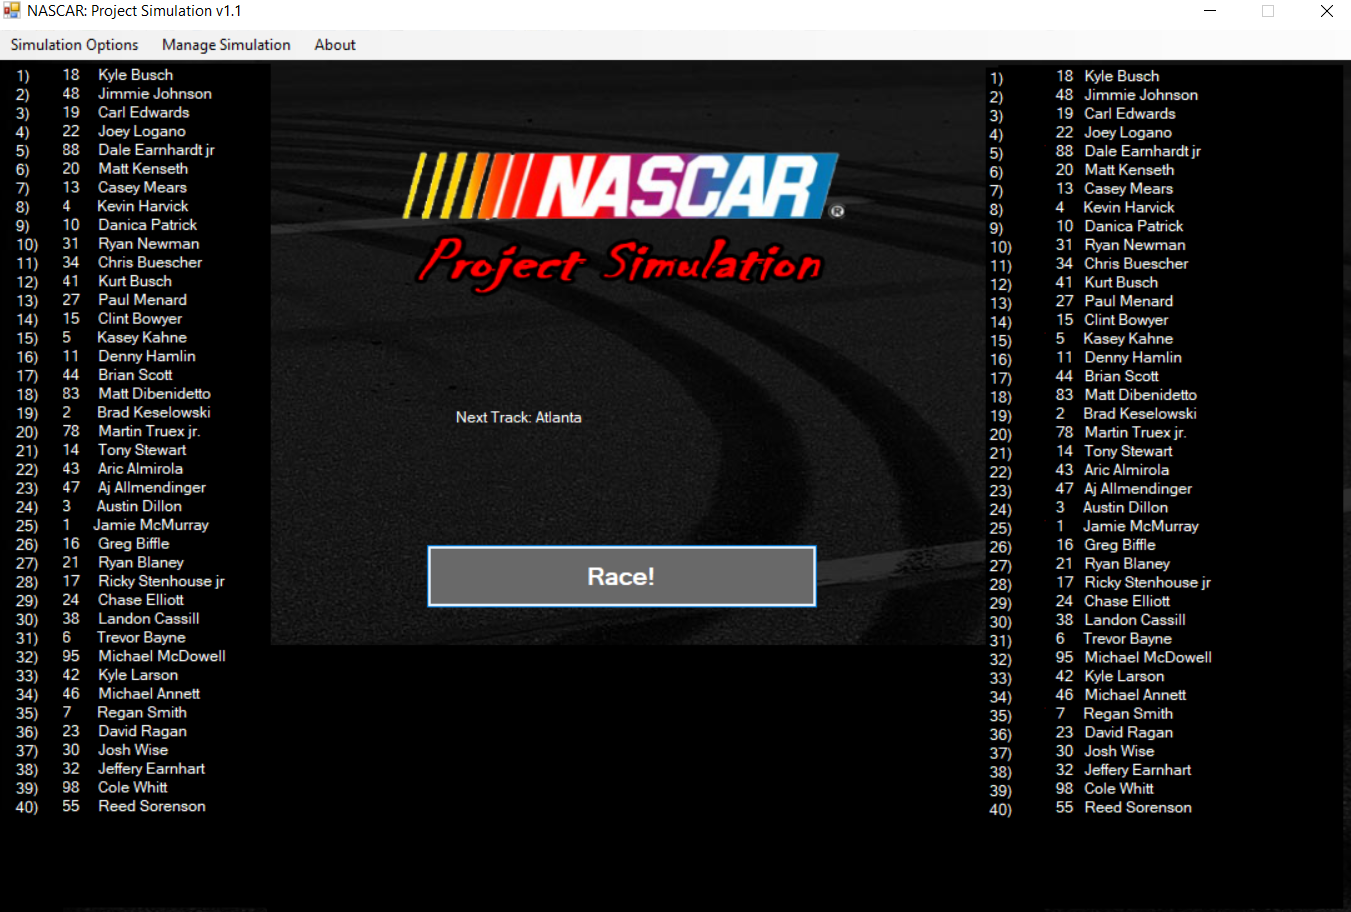 NASCAR: Project Simulation v1.1
Simulation Options Manage Simulation About
1) 18 Kyle Busch
2) 48 Jimmie Johnson
3) 19 Carl Edwards
4) 22 Joey Logano
5) 88 Dale Earnhardt jr
6) 20 Matt Kenseth
7) 13 Casey Mears
8) 4 Kevin Harvick
9) 10 Danica Patrick
10) 31 Ryan Newman
11) 34 Chris Buescher
12) 41 Kurt Busch
13) 27 Paul Menard
14) 15 Clint Bowyer
15) 5 Kasey Kahne
16) 11 Denny Hamlin
17) 44 Brian Scott
18) 83 Matt Dibenidetto
19) 2 Brad Keselowski
20) 78 Martin Truex jr.
21) 14 Tony Stewart
22) 43 Aric Almirola
23) 47 Aj Allmendinger
24) 3 Austin Dillon
25) 1 Jamie McMurray
26) 16 Greg Biffle
27) 21 Ryan Blaney
28) 17 Ricky Stenhouse jr
29) 24 Chase Elliott
30) 38 Landon Cassill
31) 6 Trevor Bayne
32) 95 Michael McDowell
33) 42 Kyle Larson
34) 46 Michael Annett
35) 7 Regan Smith
36) 23 David Ragan
37) 30 Josh Wise
38) 32 Jeffery Earnhart
39) 98 Cole Whitt
40) 55 Reed Sorenson
NASCAR®
Project Simulation
Next Track: Atlanta
Race!
1) 18 Kyle Busch
2) 48 Jimmie Johnson
3) 19 Carl Edwards
4) 22 Joey Logano
5) 88 Dale Earnhardt jr
6) 20 Matt Kenseth
7) 13 Casey Mears
8) 4 Kevin Harvick
9) 10 Danica Patrick
10) 31 Ryan Newman
11) 34 Chris Buescher
12) 41 Kurt Busch
13) 27 Paul Menard
14) 15 Clint Bowyer
15) 5 Kasey Kahne
16) 11 Denny Hamlin
17) 44 Brian Scott
18) 83 Matt Dibenidetto
19) 2 Brad Keselowski
20) 78 Martin Truex jr.
21) 14 Tony Stewart
22) 43 Aric Almirola
23) 47 Aj Allmendinger
24) 3 Austin Dillon
25) 1 Jamie McMurray
26) 16 Greg Biffle
27) 21 Ryan Blaney
28) 17 Ricky Stenhouse jr
29) 24 Chase Elliott
30) 38 Landon Cassill
31) 6 Trevor Bayne
32) 95 Michael McDowell
33) 42 Kyle Larson
34) 46 Michael Annett
35) 7 Regan Smith
36) 23 David Ragan
37) 30 Josh Wise
38) 32 Jeffery Earnhart
39) 98 Cole Whitt
40) 55 Reed Sorenson